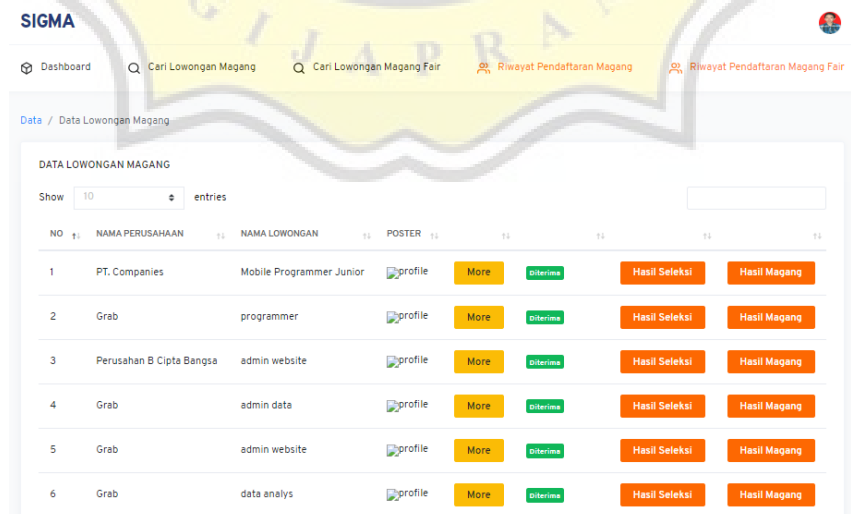 GIJAPRAN
SIGMA
Dashboard Cari Lowongan Magang Cari Lowongan Magang Fair Riwayat Pendaftaran Magang Riwayat Pendaftaran Magang Fair
Data / Data Lowongan Magang
DATA LOWONGAN MAGANG
Show 10 entries
NO NAMA PERUSAHAAN NAMA LOWONGAN POSTER
1 PT. Companies Mobile Programmer Junior profile More Diterima Hasil Seleksi Hasil Magang
2 Grab programmer profile More Diterima Hasil Seleksi Hasil Magang
3 Perusahan B Cipta Bangsa admin website profile More Diterima Hasil Seleksi Hasil Magang
4 Grab admin data profile More Diterima Hasil Seleksi Hasil Magang
5 Grab admin website profile More Diterima Hasil Seleksi Hasil Magang
6 Grab data analys profile More Diterima Hasil Seleksi Hasil Magang